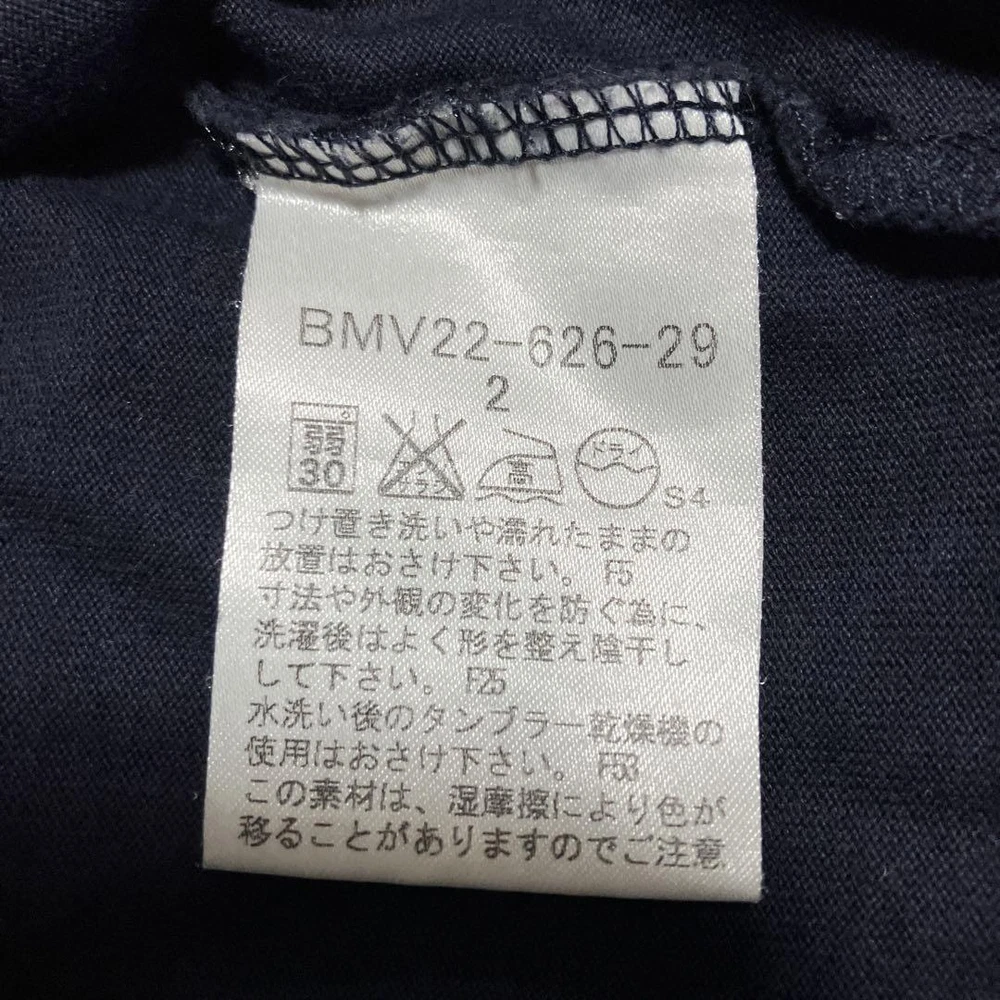 BMV22-626-29
2
弱 30 エンソ サラシ 高 ドライ S4
つけ置き洗いや濡れたままの
放置はおさけ下さい。 F5
寸法や外観の変化を防ぐ為に、
洗濯後はよく形を整え陰干し
して下さい。 F25
水洗い後のタンブラー乾燥機の
使用はおさけ下さい。 F53
この素材は、湿摩擦により色が
移ることがありますのでご注意